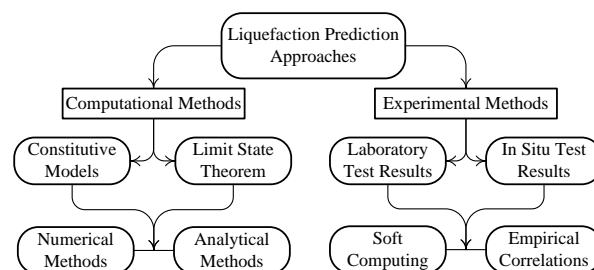 Liquefaction Prediction
Approaches
Computational Methods
Experimental Methods
Constitutive
Models
Limit State
Theorem
Laboratory
Test Results
In Situ Test
Results
Numerical
Methods
Analytical
Methods
Soft
Computing
Empirical
Correlations